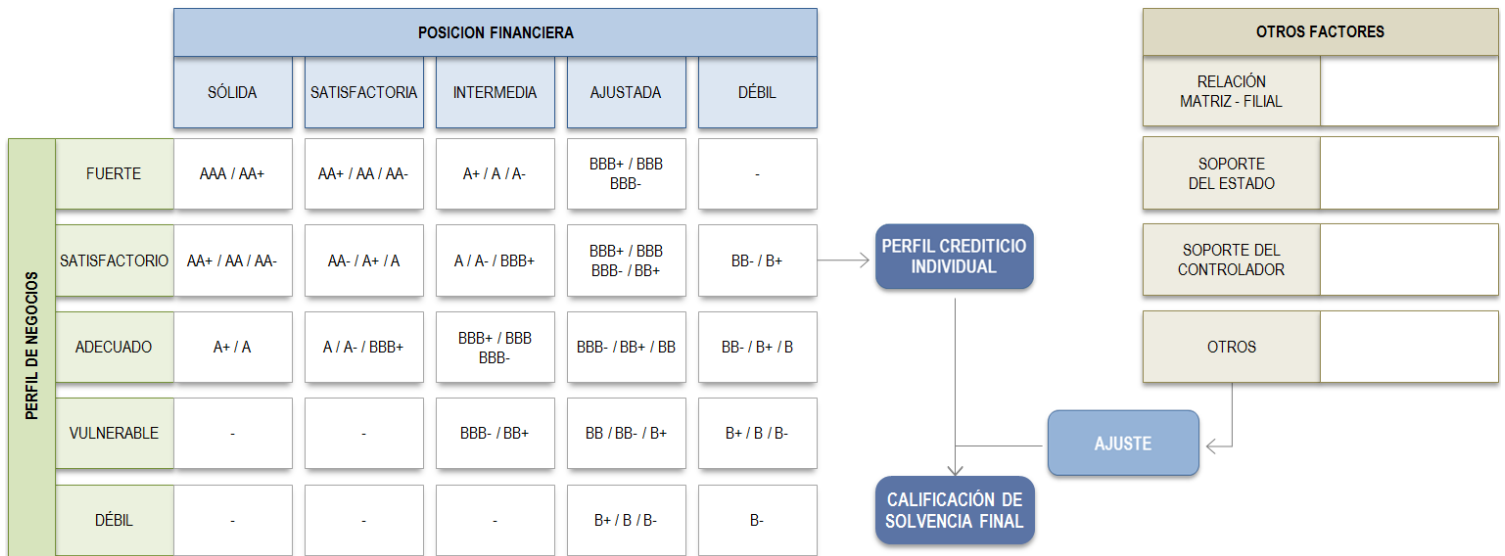 POSICION FINANCIERA
SÓLIDA
SATISFACTORIA
INTERMEDIA
AJUSTADA
DÉBIL
PERFIL DE NEGOCIOS
FUERTE
AAA / AA+
AA+ / AA / AA-
A+ / A / A-
BBB+ / BBB
BBB-
-
SATISFACTORIO
AA+ / AA / AA-
AA- / A+ / A
A / A- / BBB+
BBB+ / BBB
BBB- / BB+
BB- / B+
ADECUADO
A+ / A
A / A- / BBB+
BBB+ / BBB
BBB-
BBB- / BB+ / BB
BB- / B+ / B
VULNERABLE
-
-
BBB- / BB+
BB / BB- / B+
B+ / B / B-
DÉBIL
-
-
-
B+ / B / B-
B-
PERFIL CREDITICIO
INDIVIDUAL
OTROS FACTORES
RELACIÓN
MATRIZ - FILIAL
SOPORTE
DEL ESTADO
SOPORTE DEL
CONTROLADOR
OTROS
AJUSTE
CALIFICACIÓN DE
SOLVENCIA FINAL